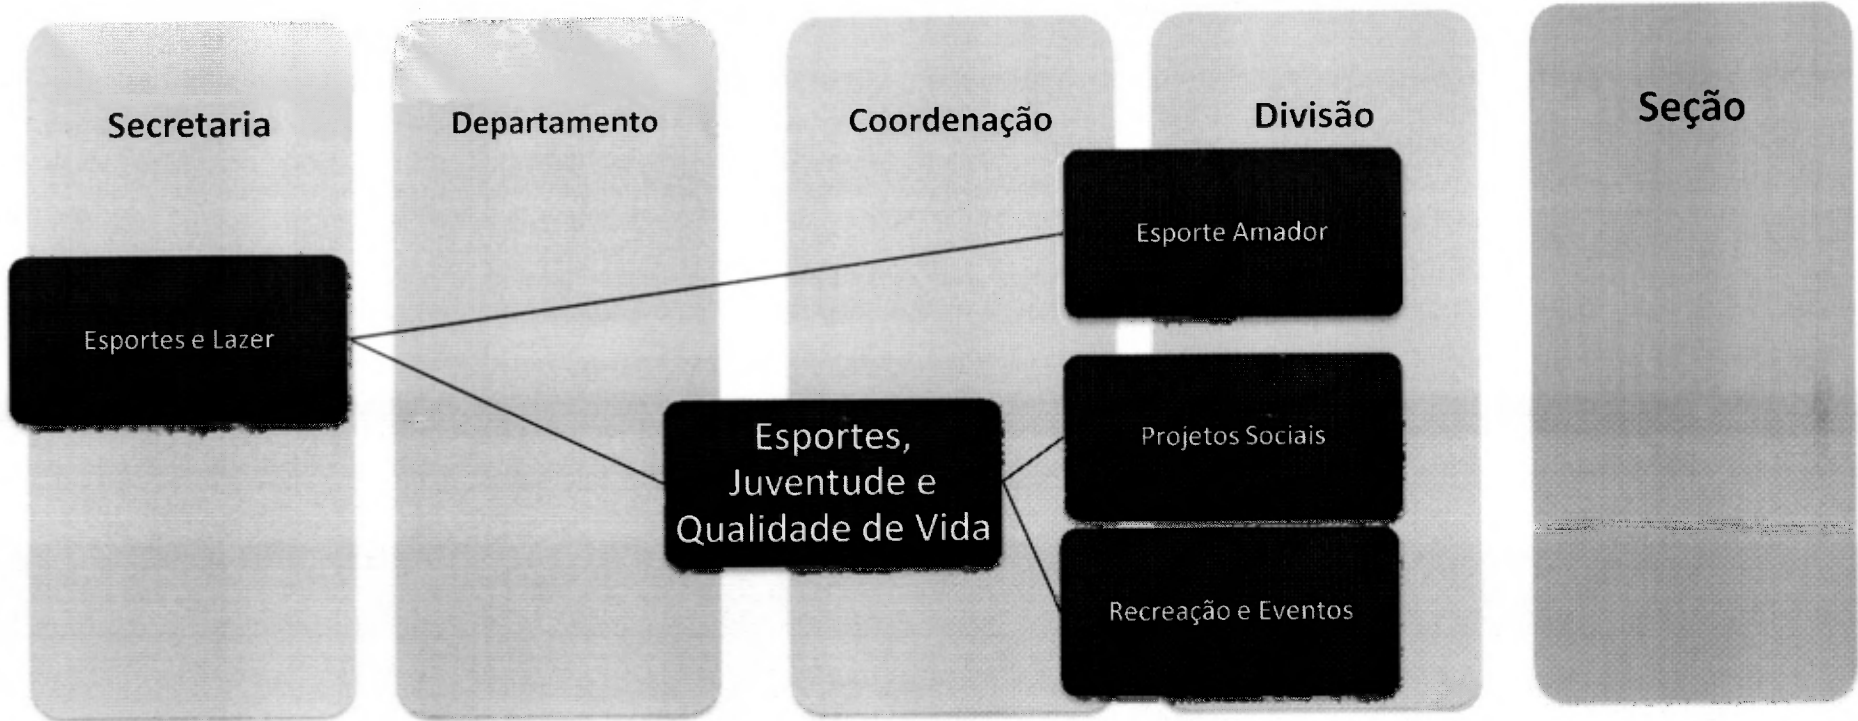 Secretaria
Departamento
Coordenação
Divisão
Seção
Esporte Amador
Esportes e Lazer
Esportes,
Juventude e
Qualidade de Vida
Projetos Sociais
Recreação e Eventos